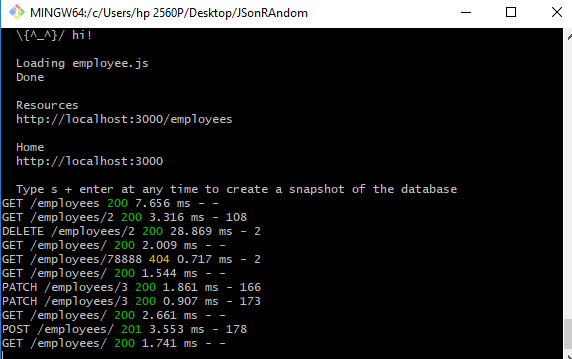 MINGW64:/c/Users/hp 2560P/Desktop/JSonRAndom
\{^_^}/ hi!
Loading employee.js
Done
Resources
http://localhost:3000/employees
Home
http://localhost:3000
Type s + enter at any time to create a snapshot of the database
GET /employees 200 7.656 ms - -
GET /employees/2 200 3.316 ms - 108
DELETE /employees/2 200 28.869 ms - 2
GET /employees/ 200 2.009 ms - -
GET /employees/78888 404 0.717 ms - 2
GET /employees/ 200 1.544 ms - -
PATCH /employees/3 200 1.861 ms - 166
PATCH /employees/3 200 0.907 ms - 173
GET /employees/ 200 2.661 ms - -
POST /employees/ 201 3.553 ms - 178
GET /employees/ 200 1.741 ms - -